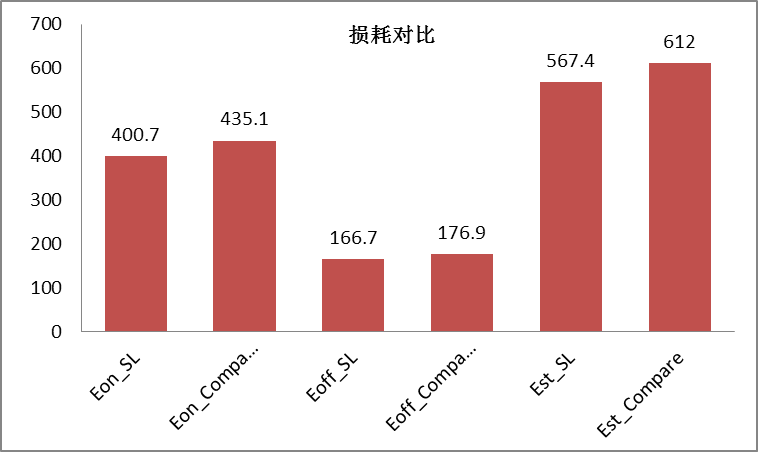 损耗对比
700
600
500
400
300
200
100
0
400.7
435.1
166.7
176.9
567.4
612
Eon_SL
Eon_Compa...
Eoff_SL
Eoff_Compa...
Est_SL
Est_Compare